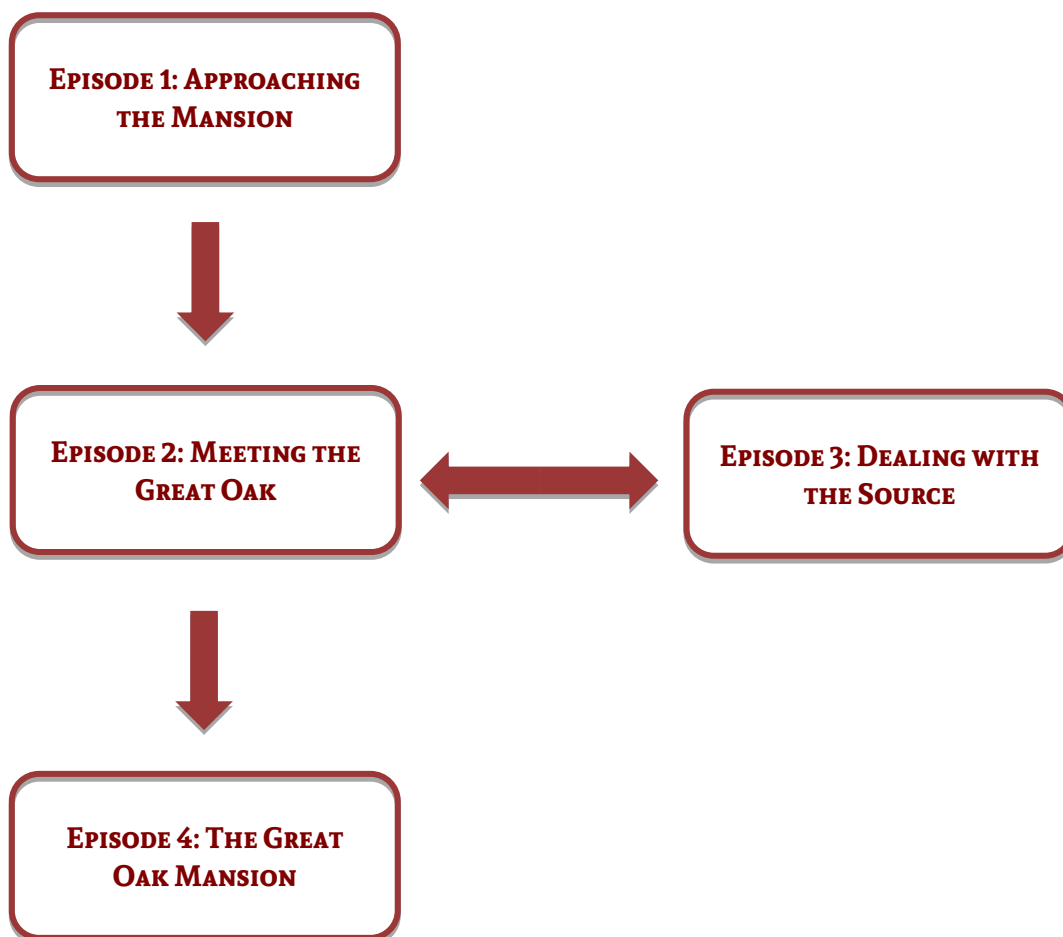 Episode 1: Approaching
the Mansion
Episode 2: Meeting the
Great Oak
Episode 3: Dealing with
the Source
Episode 4: The Great
Oak Mansion